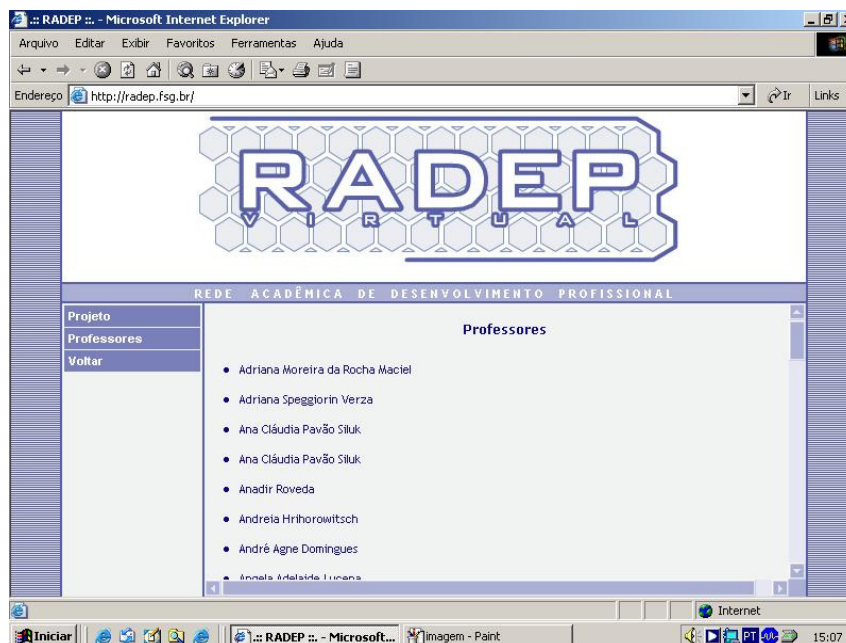 .:: RADEP ::. - Microsoft Internet Explorer
Arquivo Editar Exibir Favoritos Ferramentas Ajuda
Endereço http://radep.fsg.br/ Ir Links
RADEP
VIRTUAL
REDE ACADÊMICA DE DESENVOLVIMENTO PROFISSIONAL
Projeto
Professores
Voltar
Professores
Adriana Moreira da Rocha Maciel
Adriana Speggiorin Verza
Ana Cláudia Pavão Siluk
Ana Cláudia Pavão Siluk
Anadir Roveda
Andreia Hrihorowitsch
André Agne Domingues
Angela Adelaide Lucena
Internet
Iniciar .:: RADEP ::. - Microsoft... imagem - Paint PT 15:07